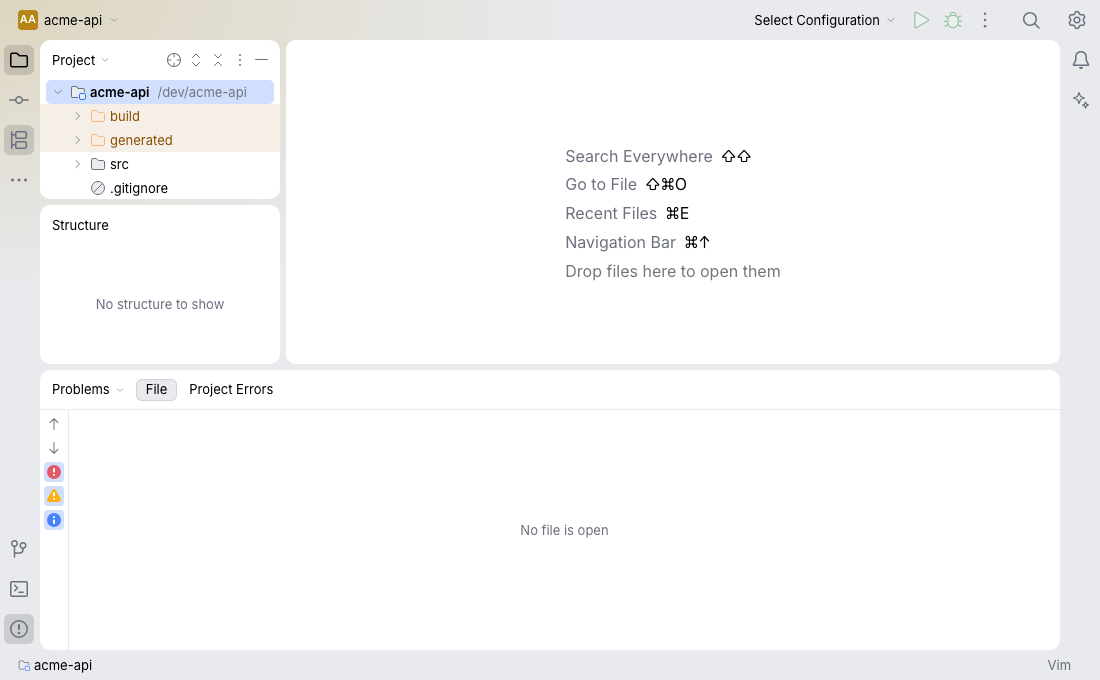 AA acme-api
Select Configuration
Project
acme-api /dev/acme-api
build
generated
src
.gitignore
Structure
No structure to show
Search Everywhere ⇧⇧
Go to File ⇧⌘O
Recent Files ⌘E
Navigation Bar ⌘↑
Drop files here to open them
Problems File Project Errors
No file is open
acme-api
Vim